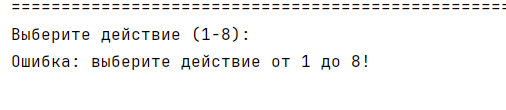 ==================================================
Выберите действие (1-8):
Ошибка: выберите действие от 1 до 8!